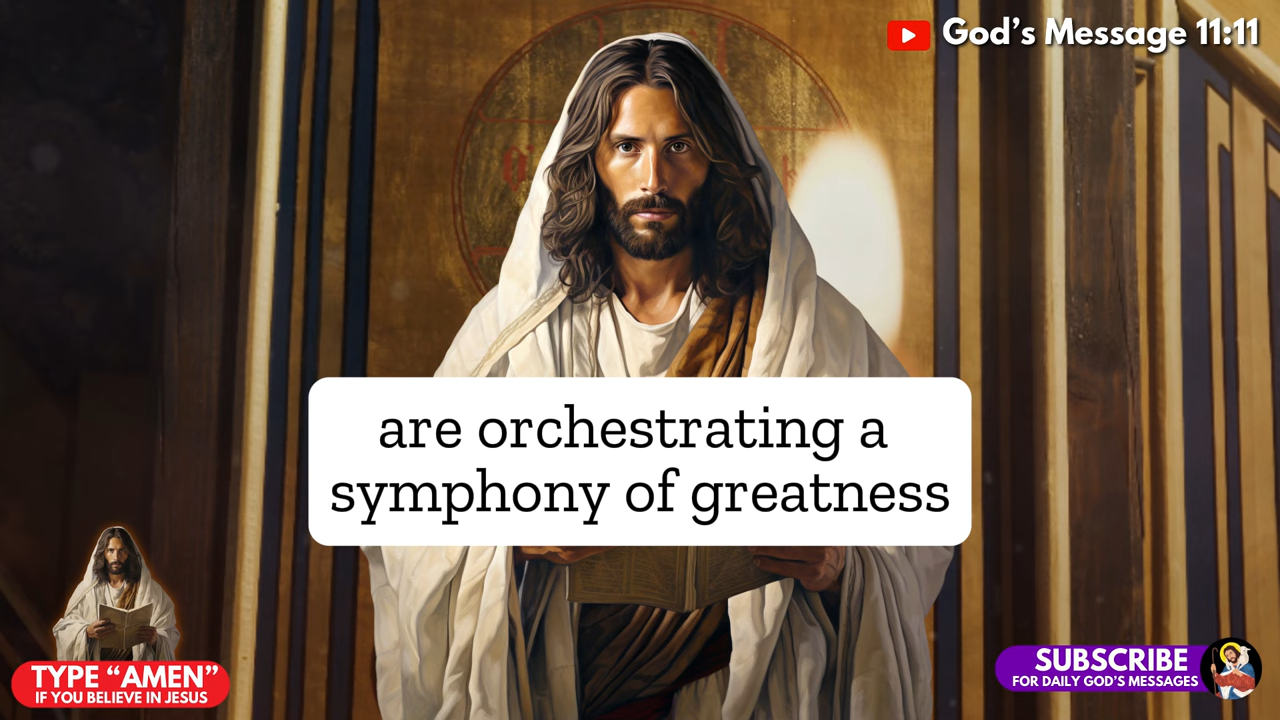 God's Message 11:11
are orchestrating a
symphony of greatness
TYPE “AMEN”
IF YOU BELIEVE IN JESUS
SUBSCRIBE
FOR DAILY GOD'S MESSAGES